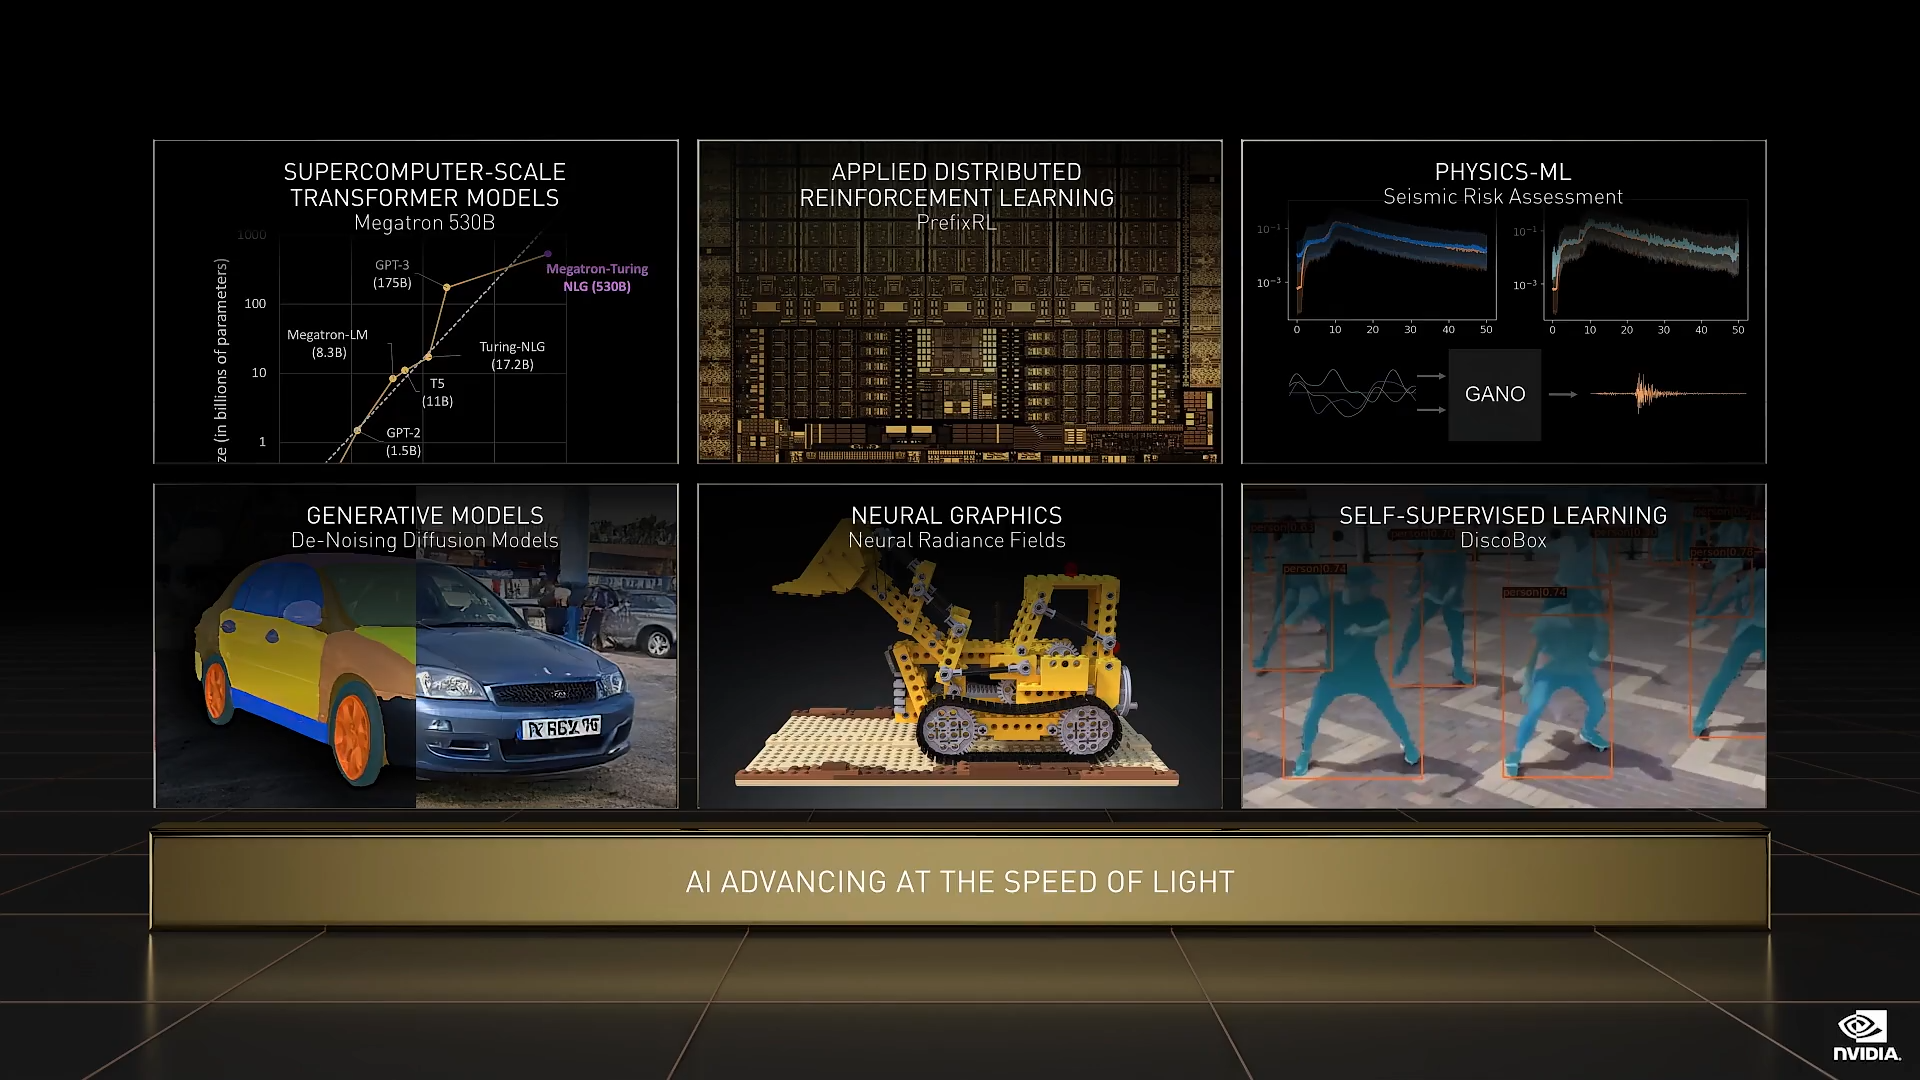 SUPERCOMPUTER-SCALE
TRANSFORMER MODELS
Megatron 530B
1000
100
10
1
ze (in billions of parameters)
GPT-3
(175B)
Megatron-Turing
NLG (530B)
Megatron-LM
(8.3B)
Turing-NLG
(17.2B)
T5
(11B)
GPT-2
(1.5B)
APPLIED DISTRIBUTED
REINFORCEMENT LEARNING
PrefixRL
PHYSICS-ML
Seismic Risk Assessment
10⁻¹
10⁻³
0 10 20 30 40 50
10⁻¹
10⁻³
0 10 20 30 40 50
GANO
GENERATIVE MODELS
De-Noising Diffusion Models
NEURAL GRAPHICS
Neural Radiance Fields
SELF-SUPERVISED LEARNING
DiscoBox
person|0.74
person|0.74
AI ADVANCING AT THE SPEED OF LIGHT
NVIDIA.